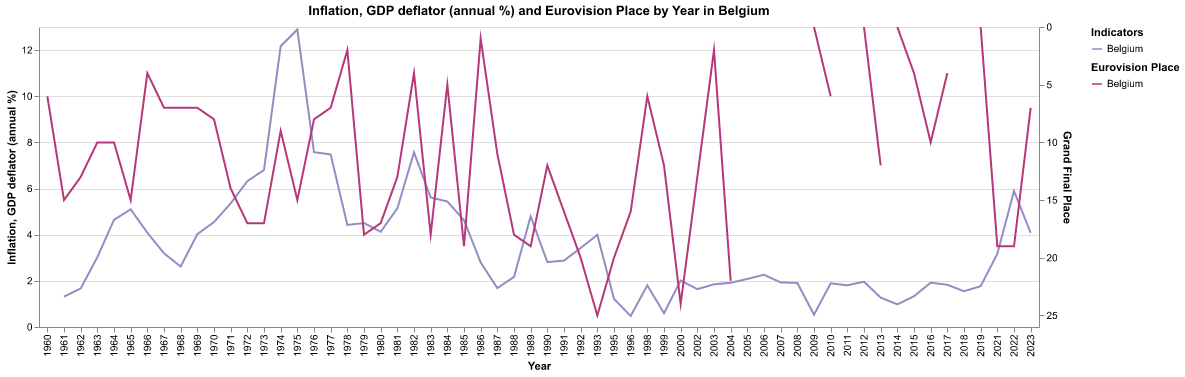 Inflation, GDP deflator (annual %) and Eurovision Place by Year in Belgium
Inflation, GDP deflator (annual %)
12
10
8
6
4
2
0
0
5
10
15
20
25
Grand Final Place
1960 1961 1962 1963 1964 1965 1966 1967 1968 1969 1970 1971 1972 1973 1974 1975 1976 1977 1978 1979 1980 1981 1982 1983 1984 1985 1986 1987 1988 1989 1990 1991 1992 1993 1995 1996 1998 1999 2000 2002 2003 2004 2005 2006 2007 2008 2009 2010 2011 2012 2013 2014 2015 2016 2017 2018 2019 2021 2022 2023
Year
Indicators
Belgium
Eurovision Place
Belgium